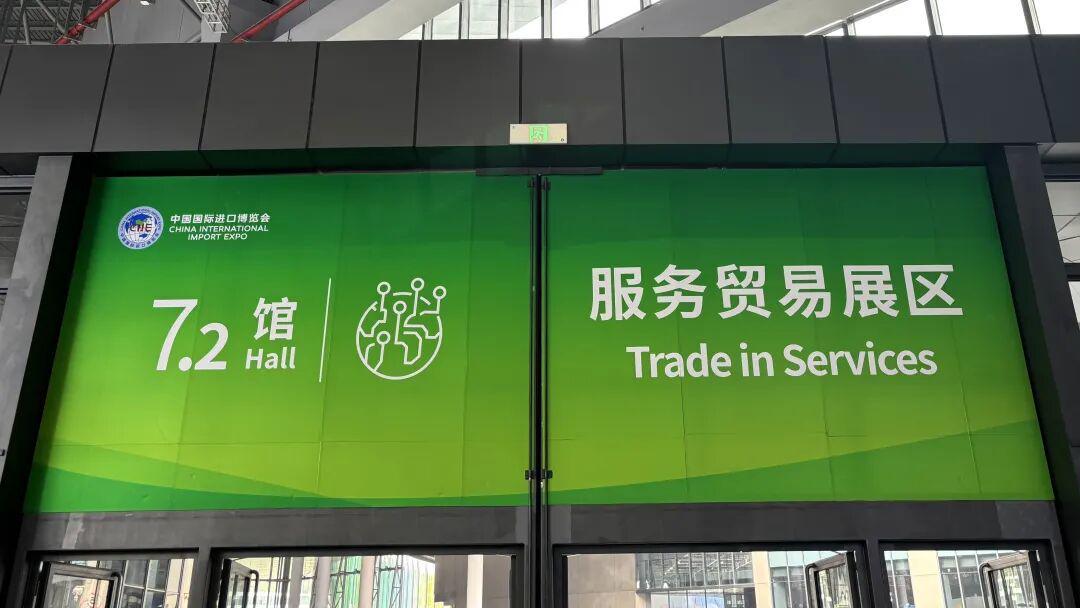 中国国际进口博览会
CHINA INTERNATIONAL
IMPORT EXPO
7.2 馆
Hall
服务贸易展区
Trade in Services